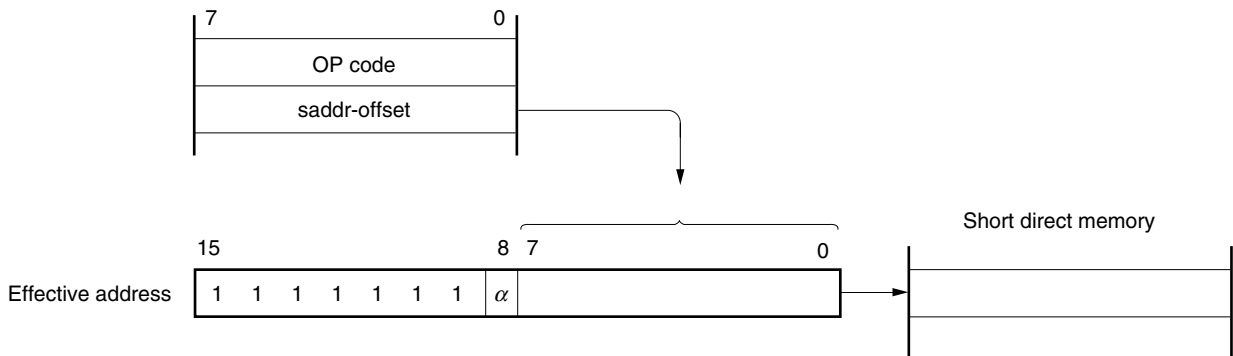 7 0
OP code
saddr-offset
Short direct memory
15 8 7 0
Effective address 1 1 1 1 1 1 1 α